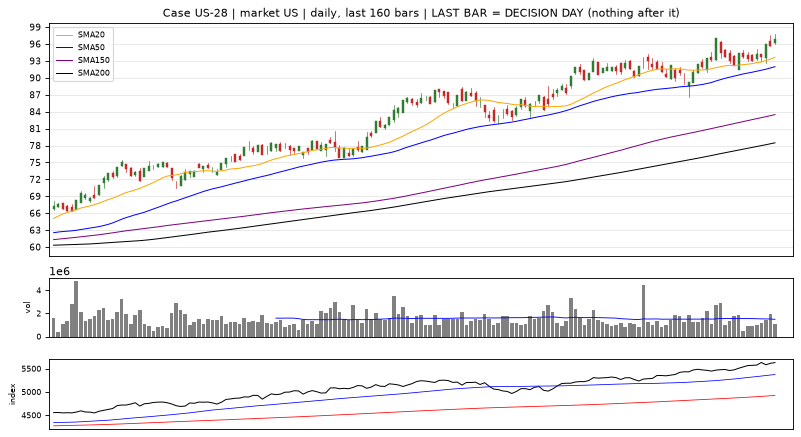 Case US-28 | market US | daily, last 160 bars | LAST BAR = DECISION DAY (nothing after it)
SMA20
SMA50
SMA150
SMA200
99
96
93
90
87
84
81
78
75
72
69
66
63
60
1e6
4
2
0
vol
5500
5000
4500
index